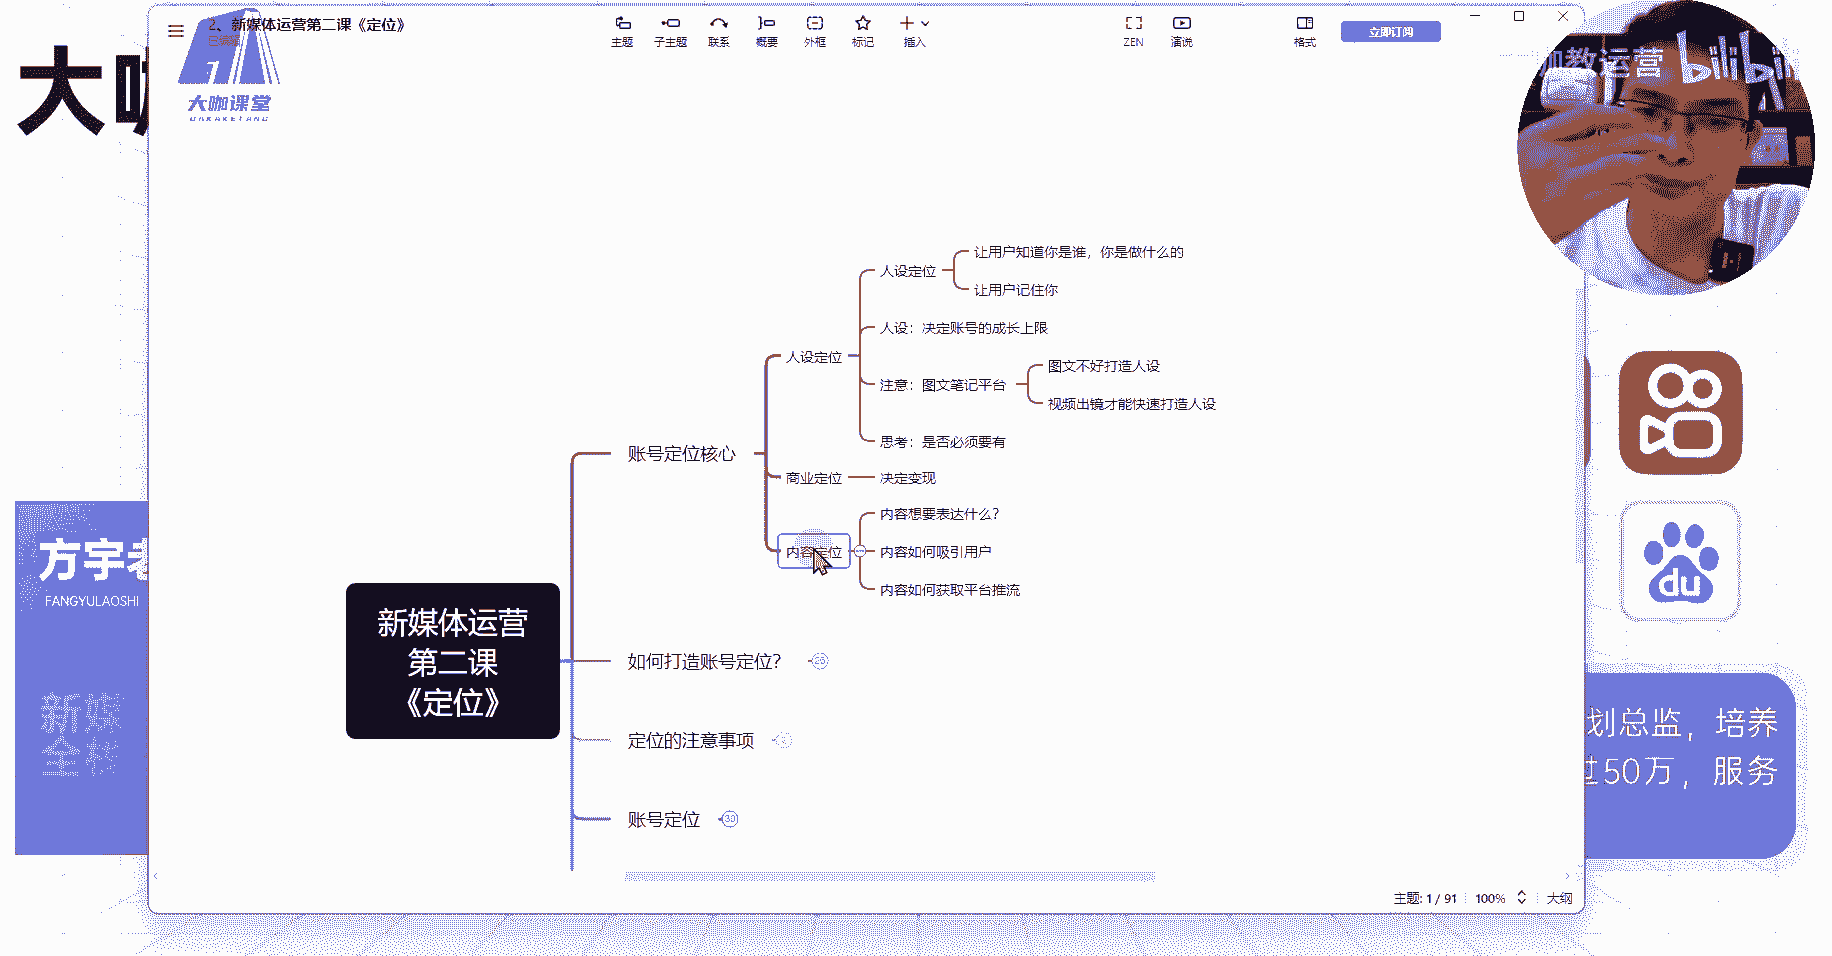 2、新媒体运营第二课《定位》
主题
子主题
联系
概要
外框
标记
插入
ZEN
演说
格式
立即订阅
大咖课堂
DAKAKETANG
大
咖教运营 bilibili
让用户知道你是谁，你是做什么的
人设定位
让用户记住你
人设：决定账号的成长上限
人设定位
图文不好打造人设
注意：图文笔记平台
视频出镜才能快速打造人设
思考：是否必须要有
账号定位核心
商业定位
决定变现
内容想要表达什么？
内容定位
内容如何吸引用户
内容如何获取平台推流
新媒体运营
第二课
《定位》
如何打造账号定位？
26
定位的注意事项
账号定位
30
方宇老
FANGYULAOSHI
新媒
全栈
du
划总监，培养
过50万，服务
主题: 1 / 91
100%
大纲